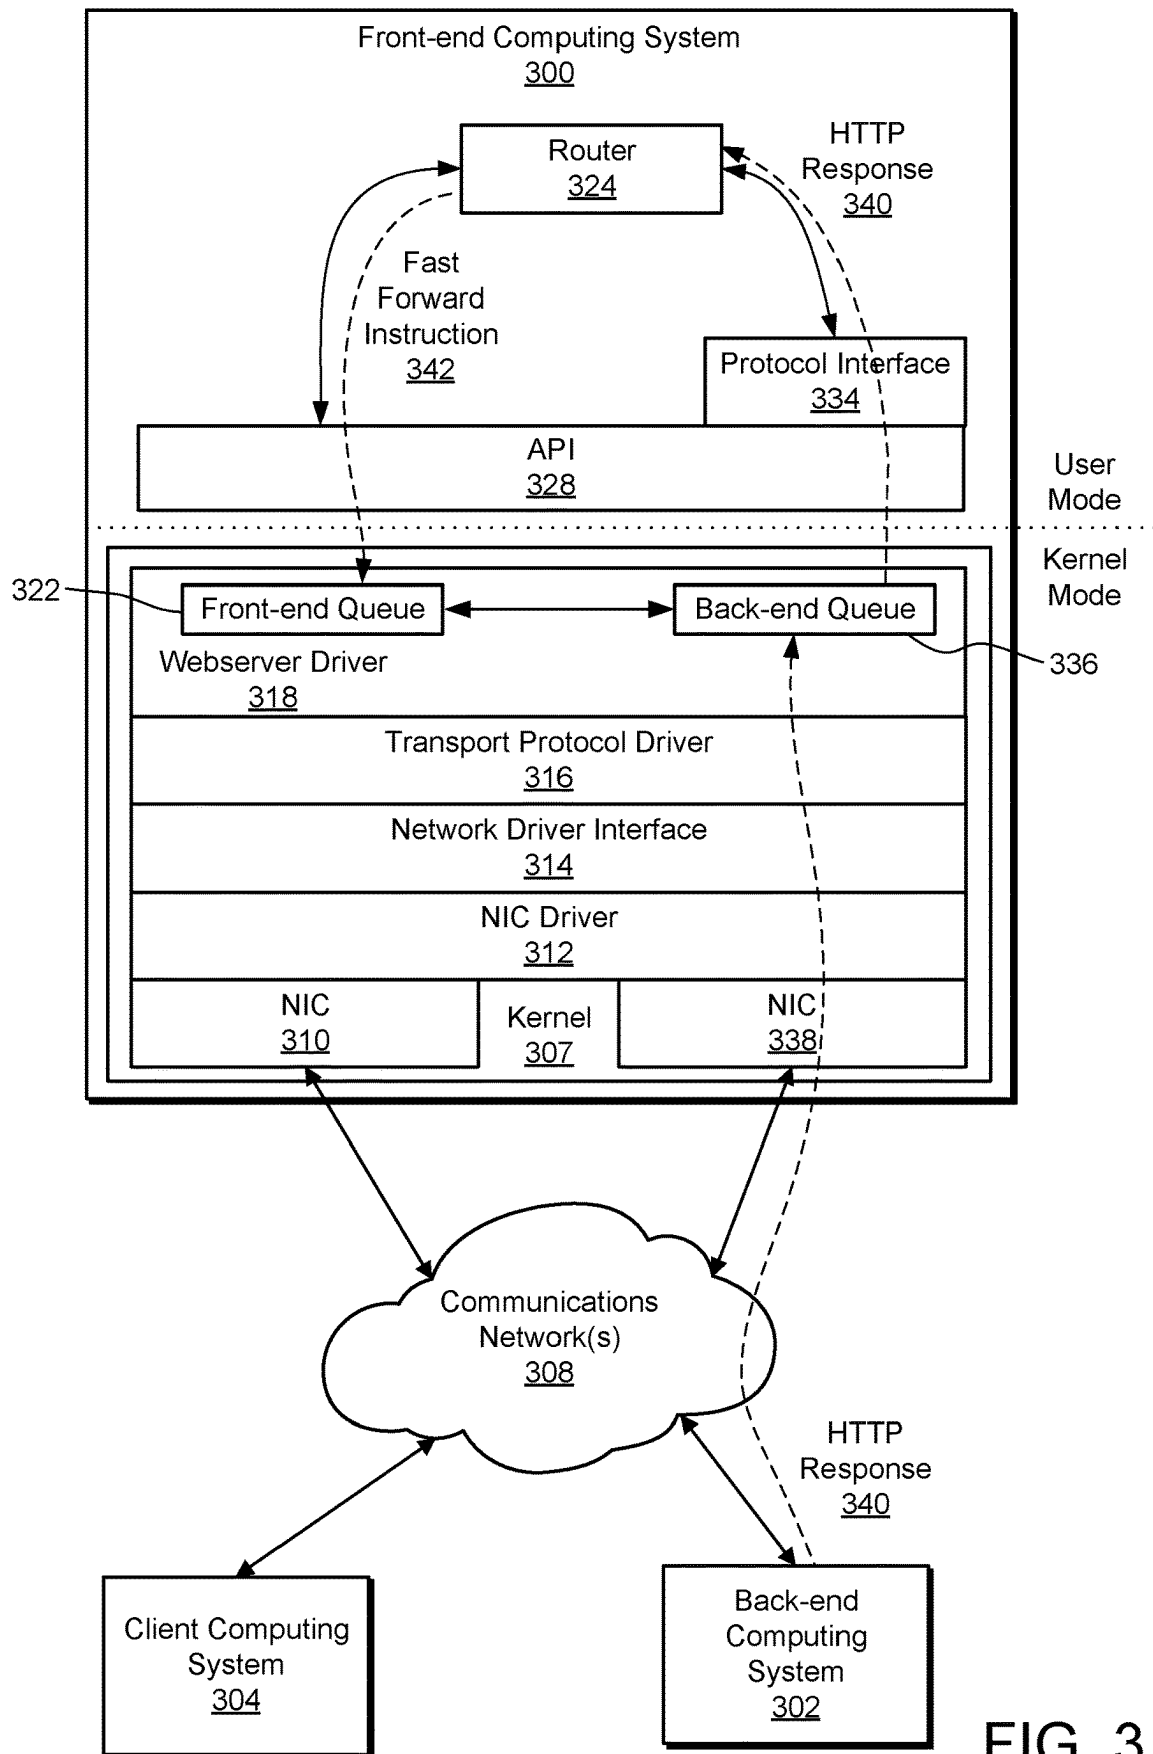 Front-end Computing System
300
Router
324
HTTP
Response
340
Fast
Forward
Instruction
342
Protocol Interface
334
API
328
User
Mode
Kernel
Mode
322
Front-end Queue
Back-end Queue
336
Webserver Driver
318
Transport Protocol Driver
316
Network Driver Interface
314
NIC Driver
312
NIC
310
Kernel
307
NIC
338
Communications
Network(s)
308
HTTP
Response
340
Client Computing
System
304
Back-end
Computing
System
302
FIG. 3